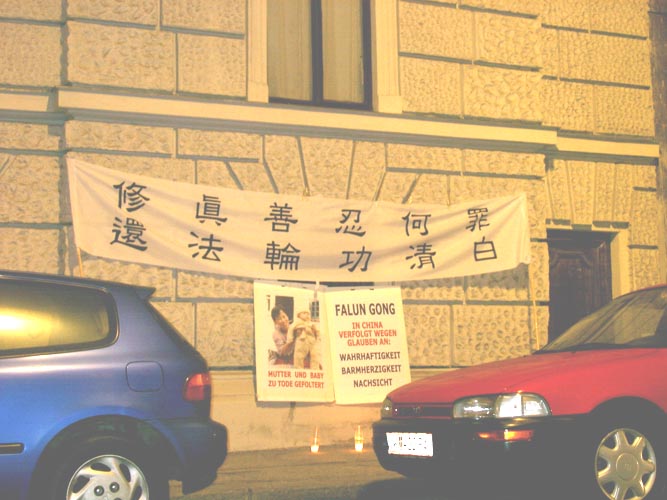 修眞善忍何罪
還法輪功清白
MUTTER UND BABY
ZU TODE GEFOLTERT
FALUN GONG
IN CHINA
VERFOLGT WEGEN
GLAUBEN AN:
WAHRHAFTIGKEIT
BARMHERZIGKEIT
NACHSICHT